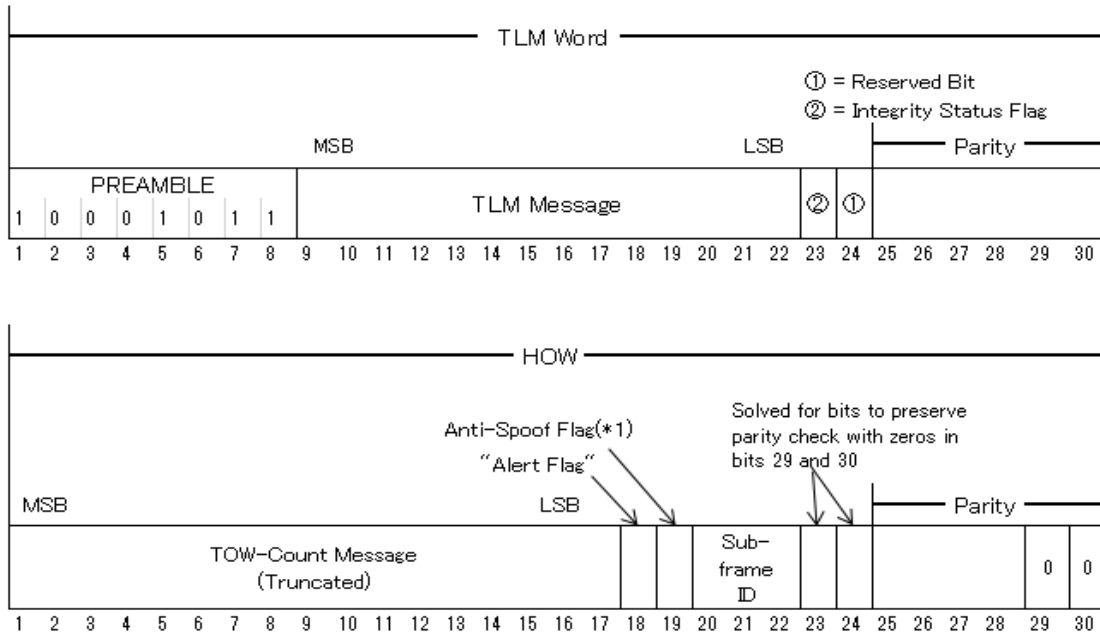 TLM Word
① = Reserved Bit
② = Integrity Status Flag
MSB LSB Parity
PREAMBLE
1 0 0 0 1 0 1 1 TLM Message ② ①
1 2 3 4 5 6 7 8 9 10 11 12 13 14 15 16 17 18 19 20 21 22 23 24 25 26 27 28 29 30
HOW
Anti-Spoof Flag(*1)
"Alert Flag"
Solved for bits to preserve
parity check with zeros in
bits 29 and 30
MSB LSB Parity
TOW-Count Message
(Truncated)
Sub-
frame
ID
0 0
1 2 3 4 5 6 7 8 9 10 11 12 13 14 15 16 17 18 19 20 21 22 23 24 25 26 27 28 29 30